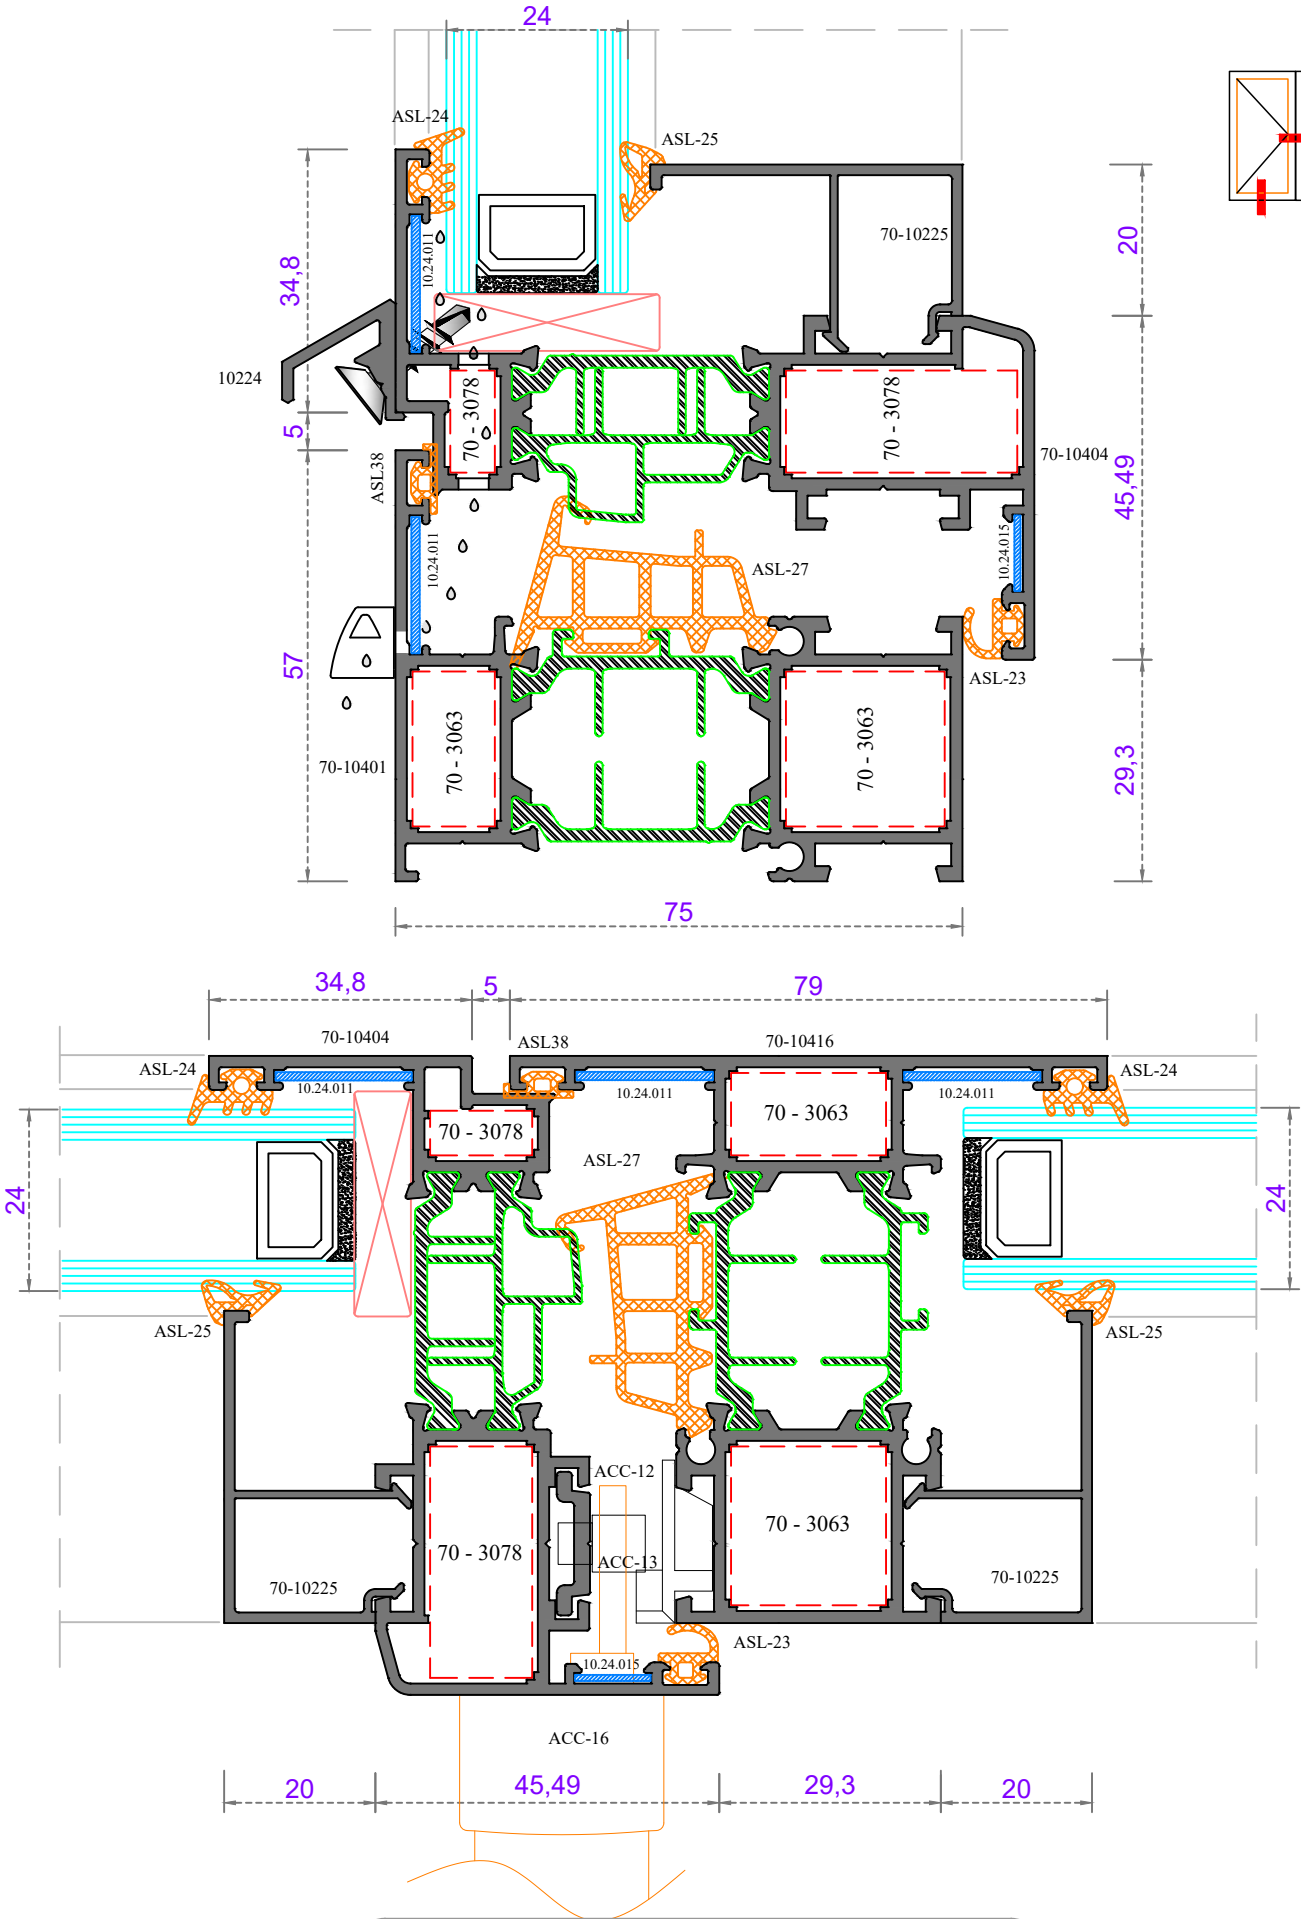 24
ASL-24
ASL-25
70-10225
20
34,8
10.24.011
10224
70 - 3078
70 - 3078
5
ASL38
70-10404
45,49
10.24.011
10.24.015
ASL-27
57
ASL-23
70 - 3063
70 - 3063
70-10401
29,3
75
34,8
5
79
70-10404
ASL38
70-10416
ASL-24
ASL-24
10.24.011
10.24.011
10.24.011
70 - 3078
70 - 3063
ASL-27
24
24
ASL-25
ASL-25
ACC-12
70 - 3063
70 - 3078
ACC-13
70-10225
70-10225
ASL-23
10.24.015
ACC-16
20
45,49
29,3
20